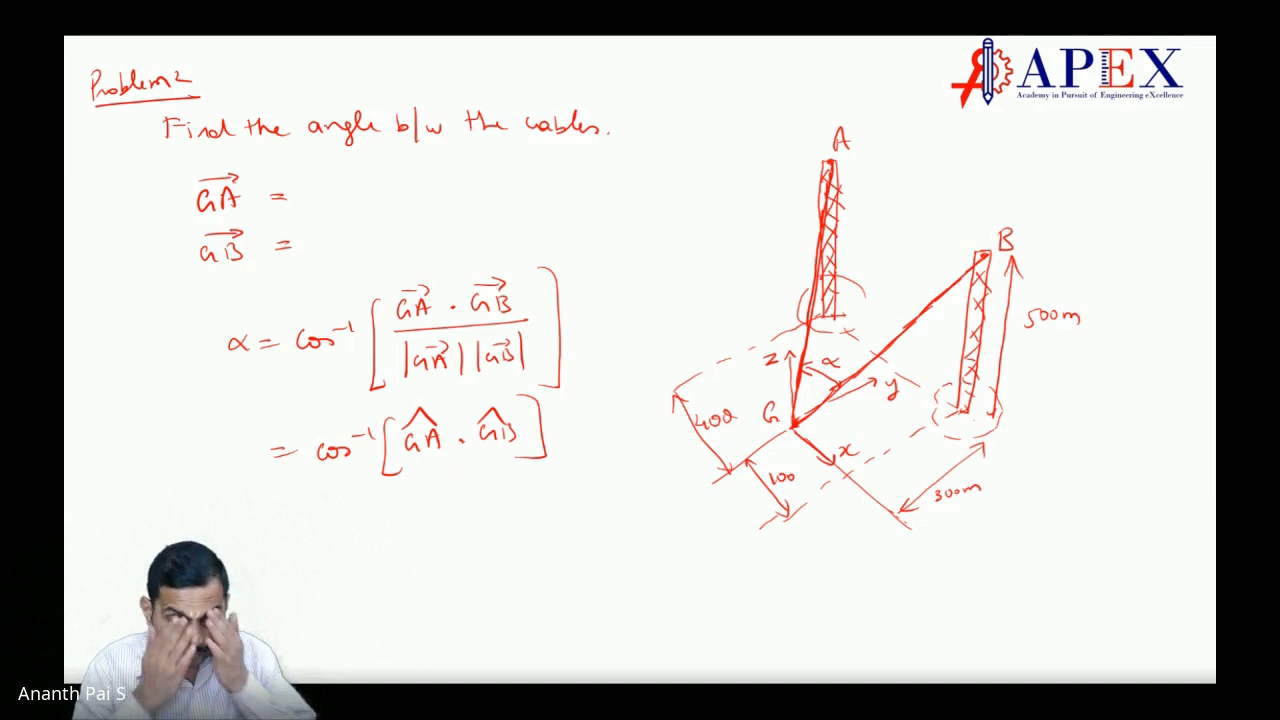 Problem 2
Find the angle b/w the cables.
GA =
GB =
α = cos⁻¹ [ GA · GB / |GA| |GB| ]
= cos⁻¹ [ GA · GB ]
APEX
Academy in Pursuit of Engineering eXcellence
A
B
500m
z
α
y
G
400
x
100
300m
Ananth Pai S